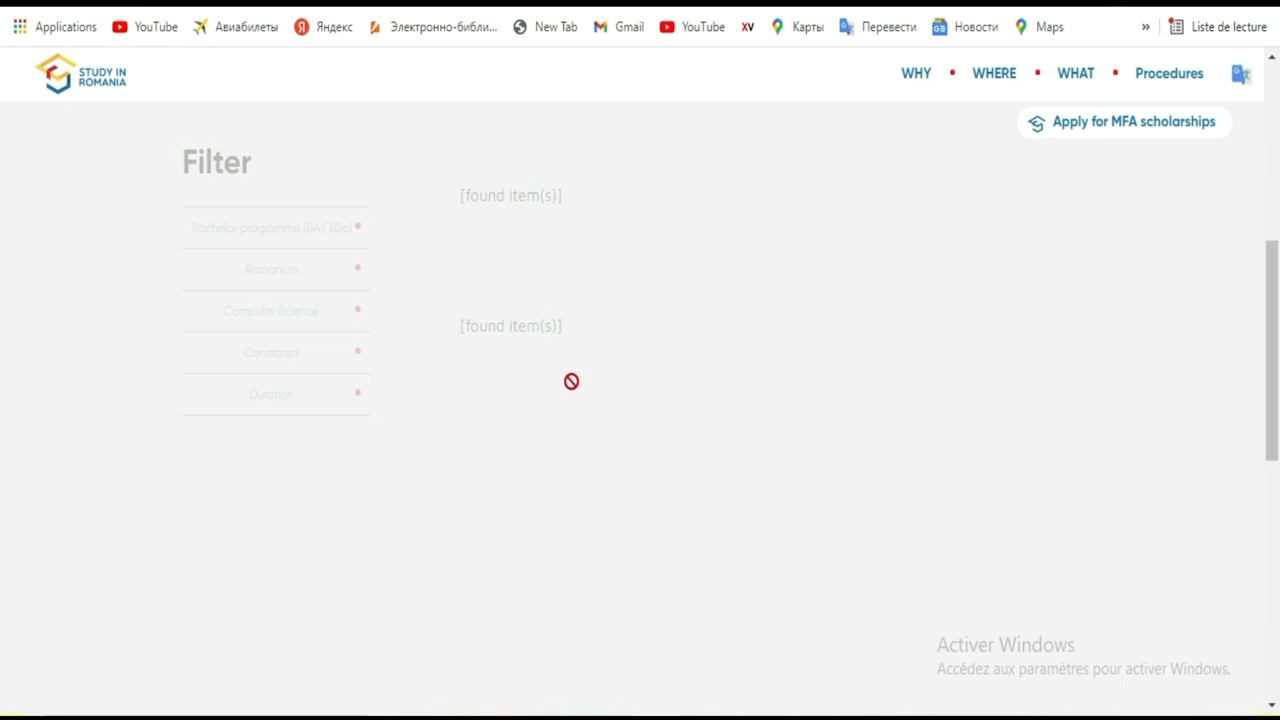 Applications YouTube Авиабилеты Яндекс Электронно-библи... New Tab Gmail YouTube XV Карты Перевести Новости Maps » Liste de lecture
STUDY IN
ROMANIA
WHY • WHERE • WHAT • Procedures
Apply for MFA scholarships
Filter
[found item(s)]
Bachelor programme (BA/ BSc)
Romanian
Computer Science
[found item(s)]
Constanța
Duration
Activer Windows
Accédez aux paramètres pour activer Windows.